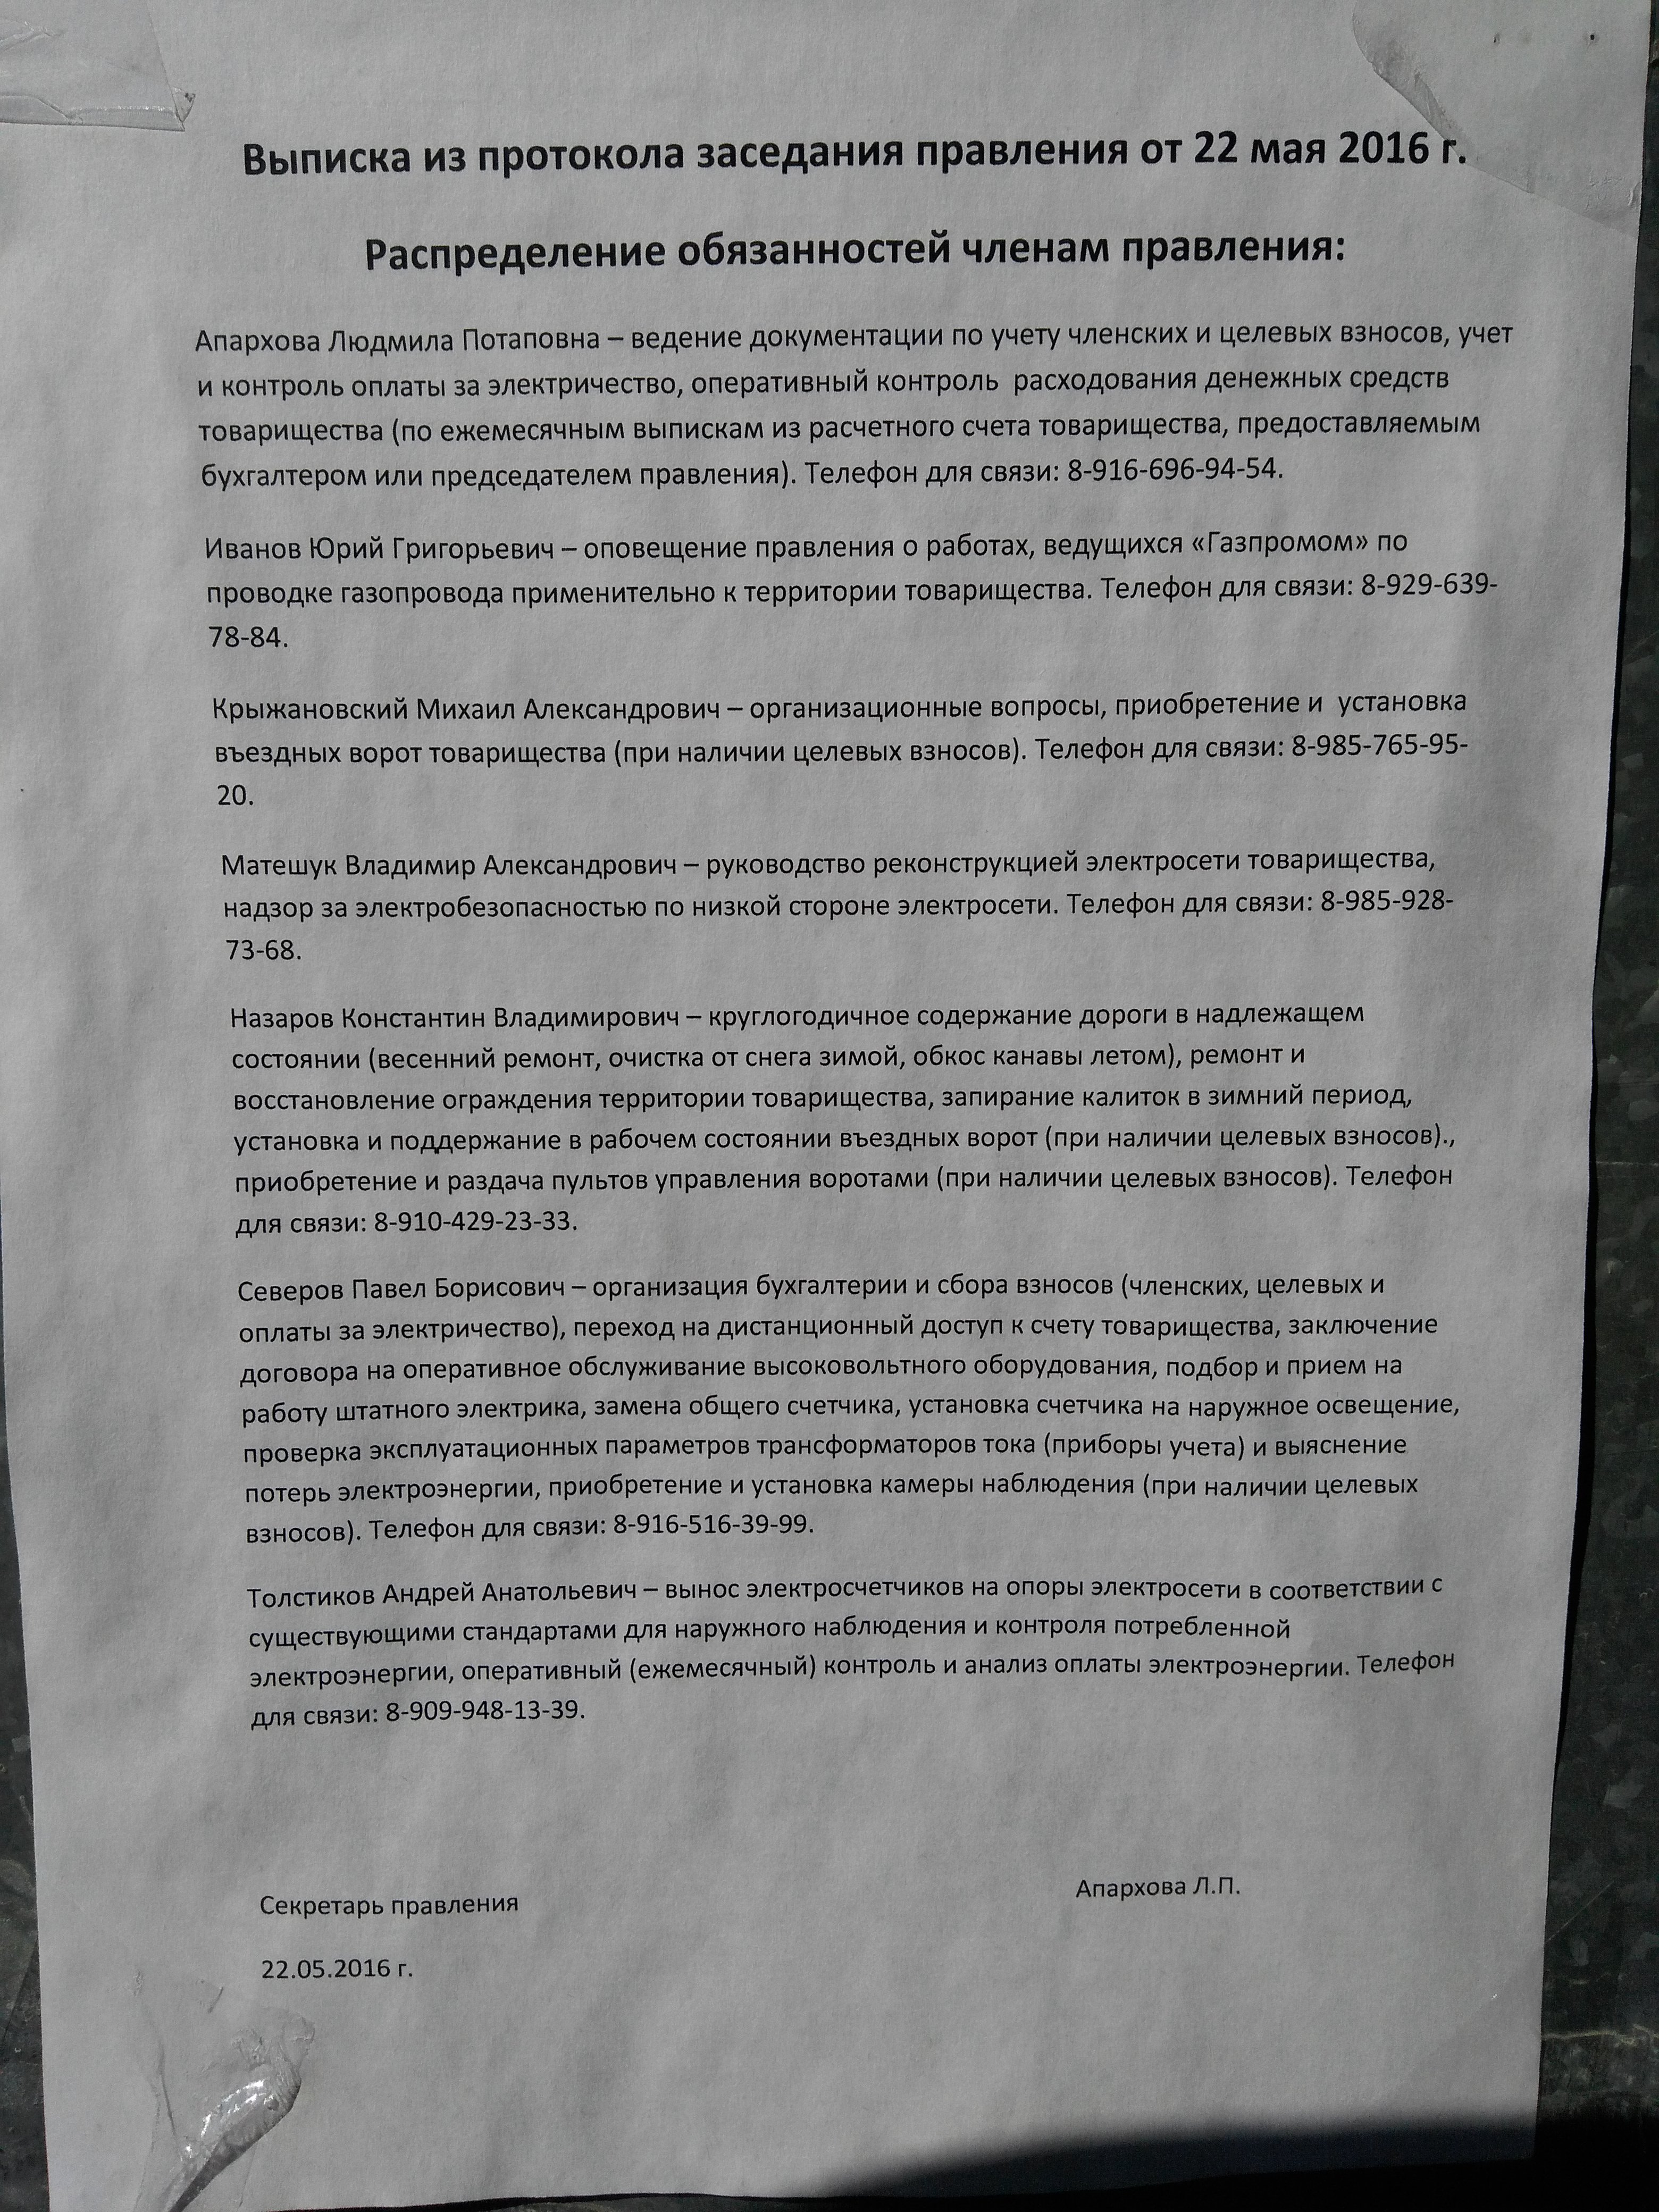 Выписка из протокола заседания правления от 22 мая 2016 г.
Распределение обязанностей членам правления:
Апархова Людмила Потаповна – ведение документации по учету членских и целевых взносов, учет
и контроль оплаты за электричество, оперативный контроль расходования денежных средств
товарищества (по ежемесячным выпискам из расчетного счета товарищества, предоставляемым
бухгалтером или председателем правления). Телефон для связи: 8-916-696-94-54.
Иванов Юрий Григорьевич – оповещение правления о работах, ведущихся «Газпромом» по
проводке газопровода применительно к территории товарищества. Телефон для связи: 8-929-639-
78-84.
Крыжановский Михаил Александрович – организационные вопросы, приобретение и установка
въездных ворот товарищества (при наличии целевых взносов). Телефон для связи: 8-985-765-95-
20.
Матешук Владимир Александрович – руководство реконструкцией электросети товарищества,
надзор за электробезопасностью по низкой стороне электросети. Телефон для связи: 8-985-928-
73-68.
Назаров Константин Владимирович – круглогодичное содержание дороги в надлежащем
состоянии (весенний ремонт, очистка от снега зимой, обкос канавы летом), ремонт и
восстановление ограждения территории товарищества, запирание калиток в зимний период,
установка и поддержание в рабочем состоянии въездных ворот (при наличии целевых взносов).,
приобретение и раздача пультов управления воротами (при наличии целевых взносов). Телефон
для связи: 8-910-429-23-33.
Северов Павел Борисович – организация бухгалтерии и сбора взносов (членских, целевых и
оплаты за электричество), переход на дистанционный доступ к счету товарищества, заключение
договора на оперативное обслуживание высоковольтного оборудования, подбор и прием на
работу штатного электрика, замена общего счетчика, установка счетчика на наружное освещение,
проверка эксплуатационных параметров трансформаторов тока (приборы учета) и выяснение
потерь электроэнергии, приобретение и установка камеры наблюдения (при наличии целевых
взносов). Телефон для связи: 8-916-516-39-99.
Толстиков Андрей Анатольевич – вынос электросчетчиков на опоры электросети в соответствии с
существующими стандартами для наружного наблюдения и контроля потребленной
электроэнергии, оперативный (ежемесячный) контроль и анализ оплаты электроэнергии. Телефон
для связи: 8-909-948-13-39.
Секретарь правления Апархова Л.П.
22.05.2016 г.